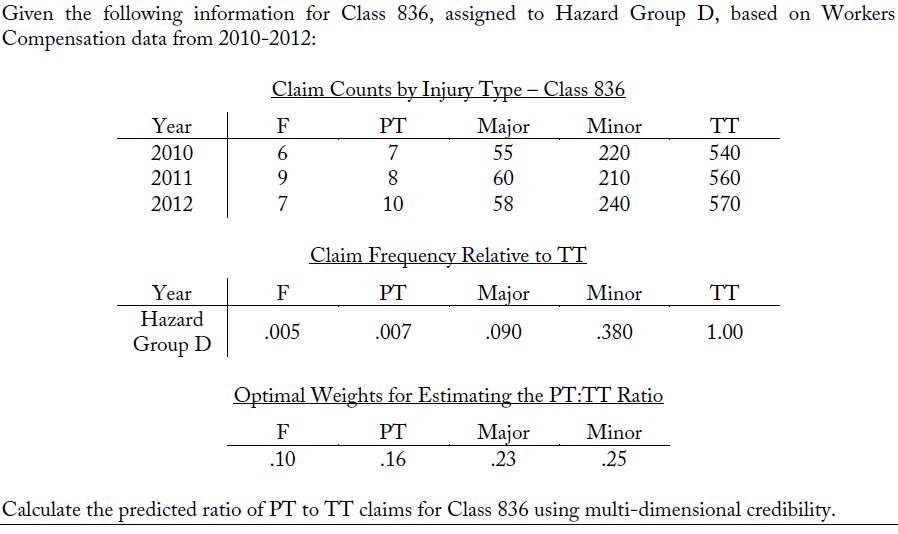 Given the following information for Class 836, assigned to Hazard Group D, based on Workers
Compensation data from 2010-2012:
Claim Counts by Injury Type – Class 836
Year F PT Major Minor TT
2010 6 7 55 220 540
2011 9 8 60 210 560
2012 7 10 58 240 570
Claim Frequency Relative to TT
Year F PT Major Minor TT
Hazard
Group D .005 .007 .090 .380 1.00
Optimal Weights for Estimating the PT:TT Ratio
F PT Major Minor
.10 .16 .23 .25
Calculate the predicted ratio of PT to TT claims for Class 836 using multi-dimensional credibility.